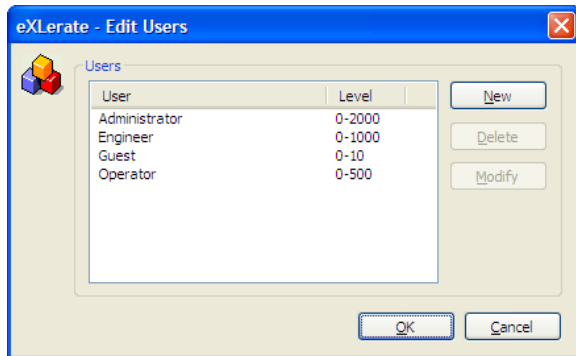 eXLerate - Edit Users
Users
User Level
Administrator 0-2000
Engineer 0-1000
Guest 0-10
Operator 0-500
New
Delete
Modify
OK Cancel